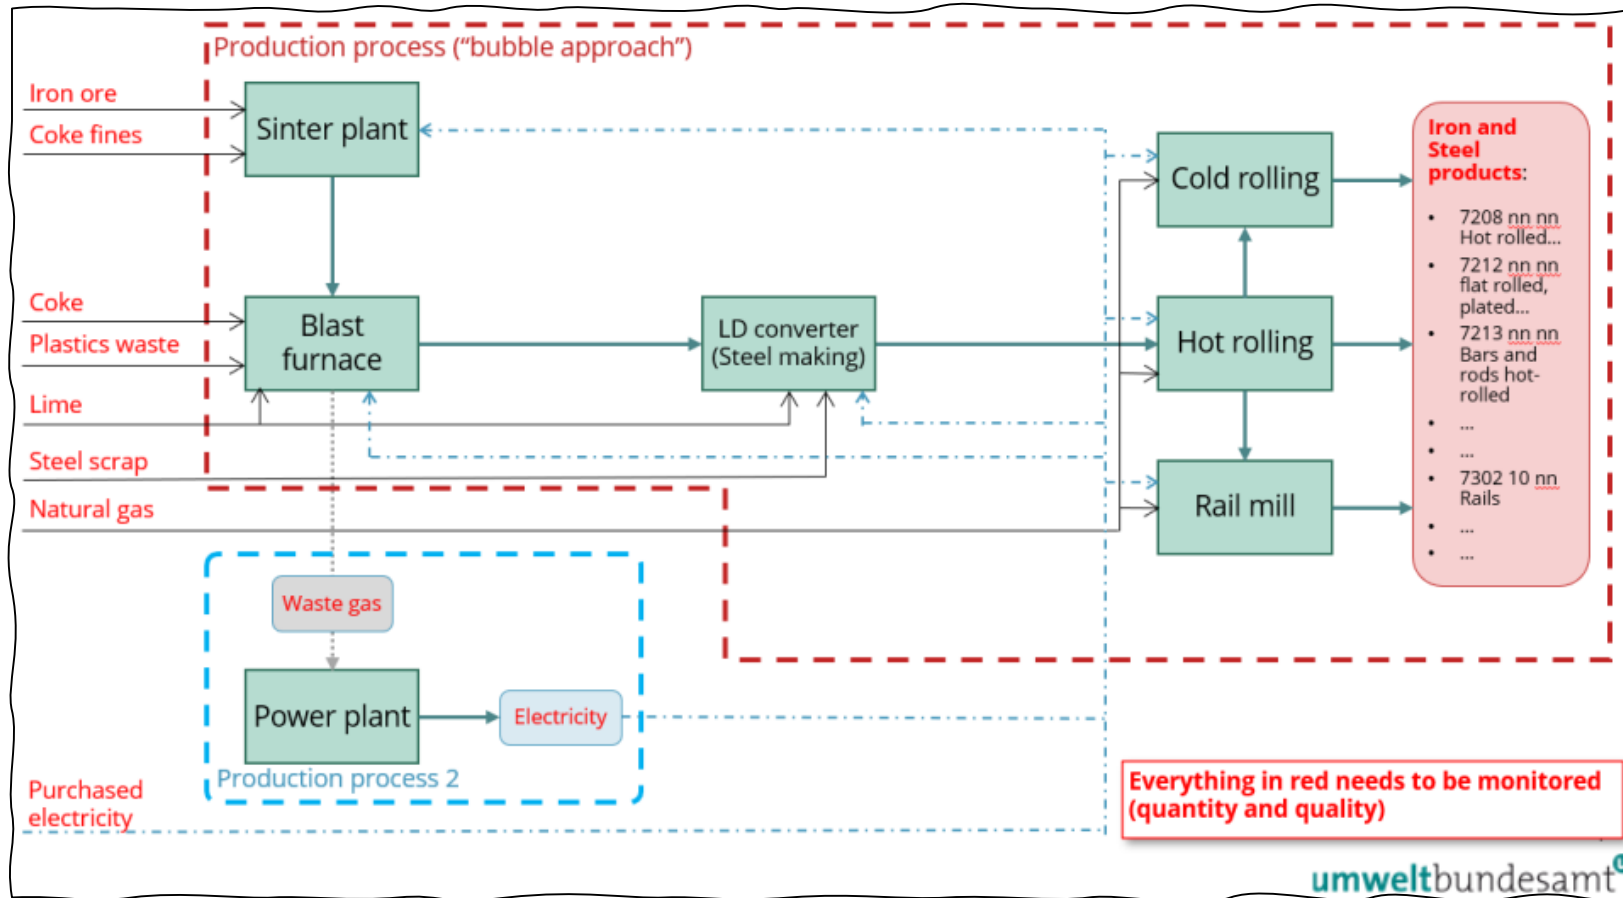 Production process (“bubble approach”)
Iron ore
Coke fines
Sinter plant
Coke
Plastics waste
Lime
Steel scrap
Natural gas
Blast
furnace
LD converter
(Steel making)
Cold rolling
Hot rolling
Rail mill
Iron and
Steel
products:
• 7208 nn nn
Hot rolled...
• 7212 nn nn
flat rolled,
plated...
• 7213 nn nn
Bars and
rods hot-
rolled
• ...
• ...
• 7302 10 nn
Rails
• ...
• ...
Waste gas
Power plant
Electricity
Production process 2
Purchased
electricity
Everything in red needs to be monitored
(quantity and quality)
umweltbundesamt